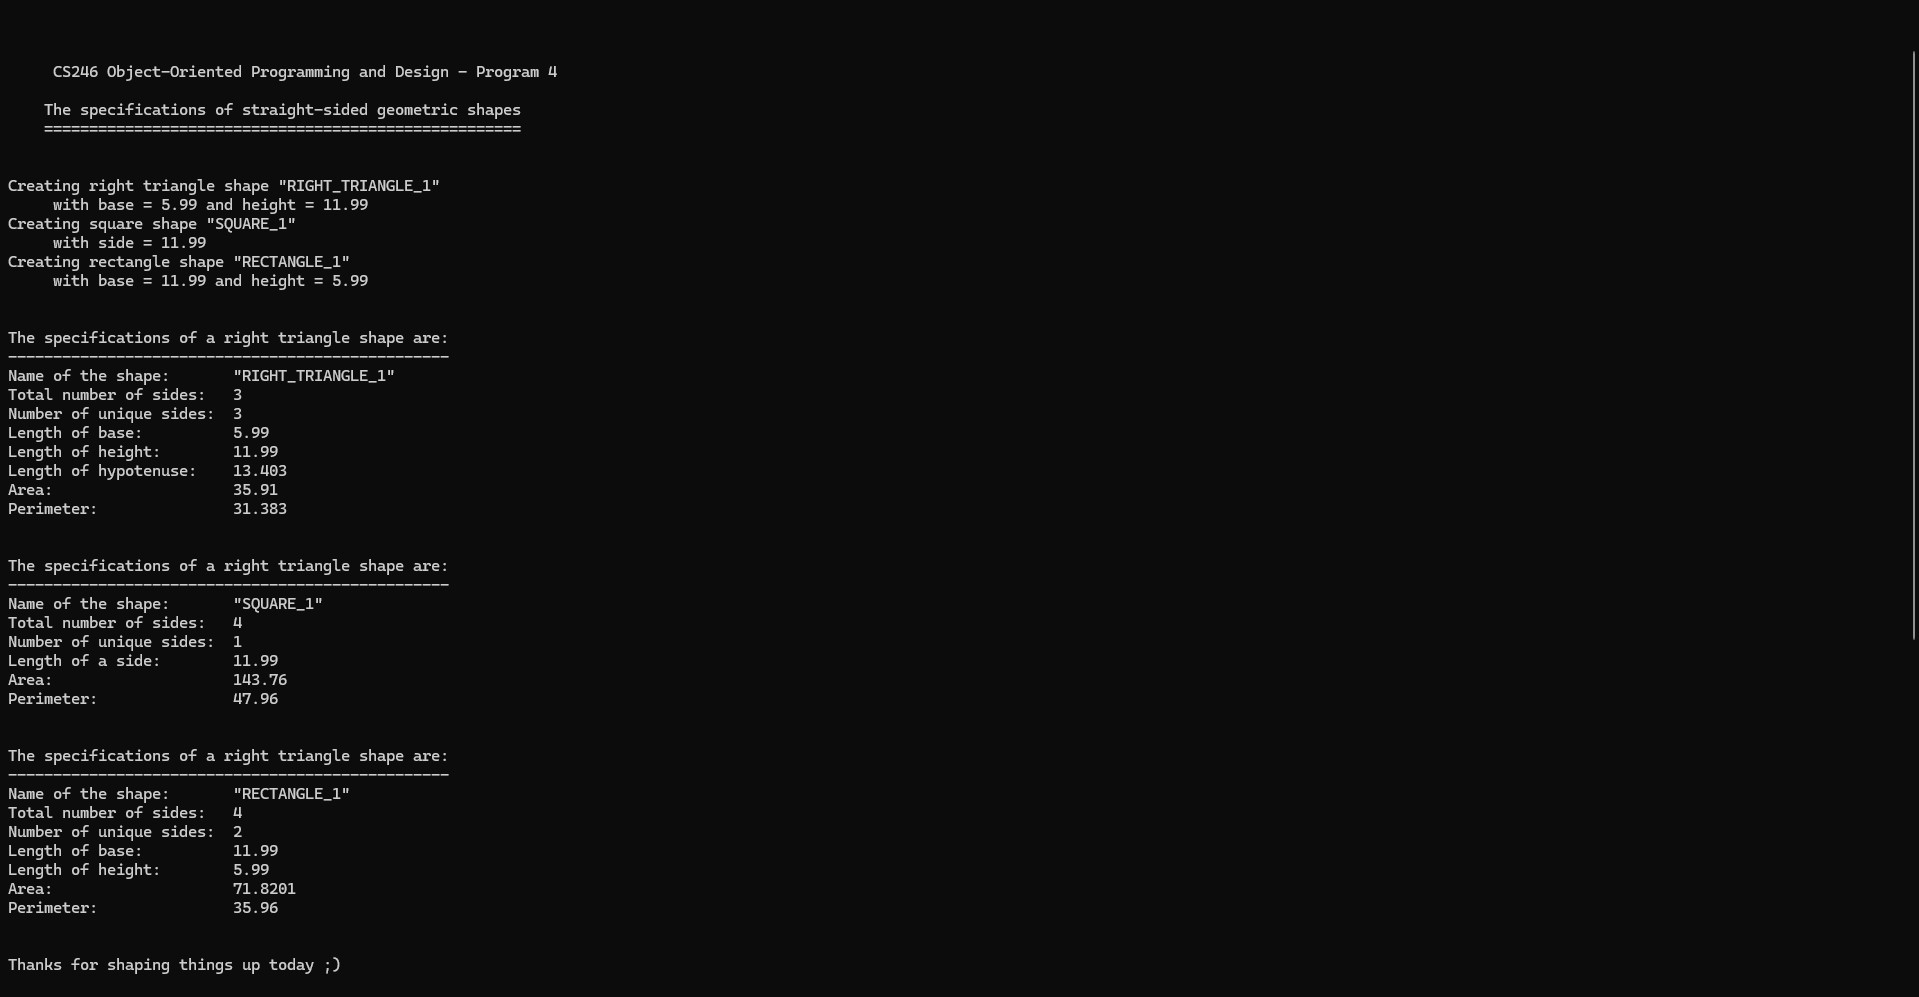 CS246 Object-Oriented Programming and Design - Program 4
The specifications of straight-sided geometric shapes
=====================================================
Creating right triangle shape "RIGHT_TRIANGLE_1"
with base = 5.99 and height = 11.99
Creating square shape "SQUARE_1"
with side = 11.99
Creating rectangle shape "RECTANGLE_1"
with base = 11.99 and height = 5.99
The specifications of a right triangle shape are:
-------------------------------------------------
Name of the shape: "RIGHT_TRIANGLE_1"
Total number of sides: 3
Number of unique sides: 3
Length of base: 5.99
Length of height: 11.99
Length of hypotenuse: 13.403
Area: 35.91
Perimeter: 31.383
The specifications of a right triangle shape are:
-------------------------------------------------
Name of the shape: "SQUARE_1"
Total number of sides: 4
Number of unique sides: 1
Length of a side: 11.99
Area: 143.76
Perimeter: 47.96
The specifications of a right triangle shape are:
-------------------------------------------------
Name of the shape: "RECTANGLE_1"
Total number of sides: 4
Number of unique sides: 2
Length of base: 11.99
Length of height: 5.99
Area: 71.8201
Perimeter: 35.96
Thanks for shaping things up today ;)